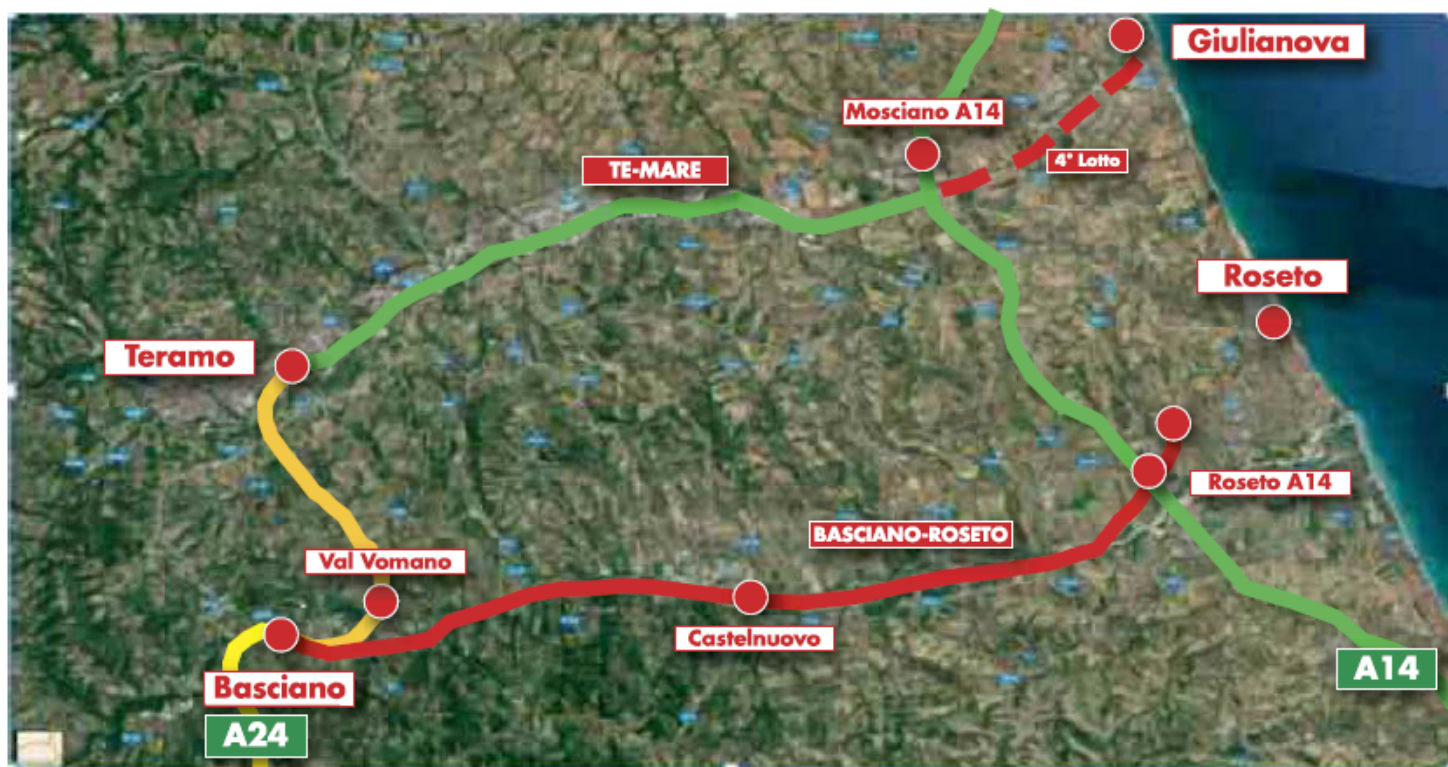 Giulianova
Mosciano A14
4° Lotto
TE-MARE
Roseto
Teramo
Roseto A14
BASCIANO-ROSETO
Val Vomano
Castelnuovo
A14
Basciano
A24